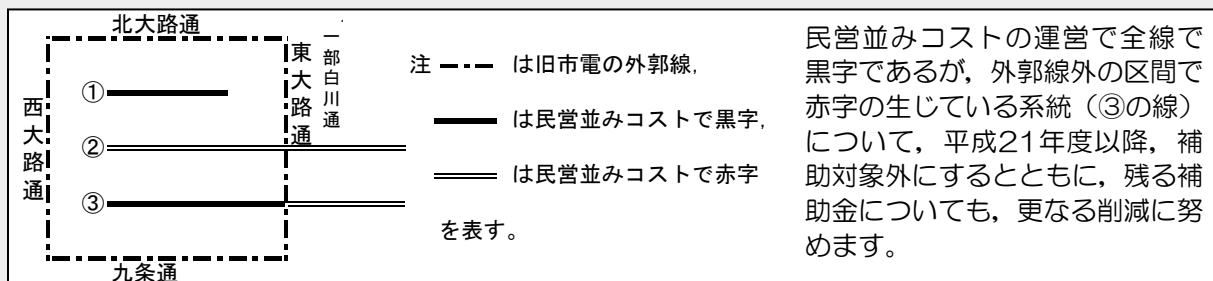 北大路通
西大路通
東大路通
一部白川通
①
②
③
九条通
注 は旧市電の外郭線，
は民営並みコストで黒字，
は民営並みコストで赤字
を表す。
民営並みコストの運営で全線で
黒字であるが，外郭線外の区間で
赤字の生じている系統（③の線）
について，平成21年度以降，補
助対象外にするとともに，残る補
助金についても，更なる削減に努
めます。